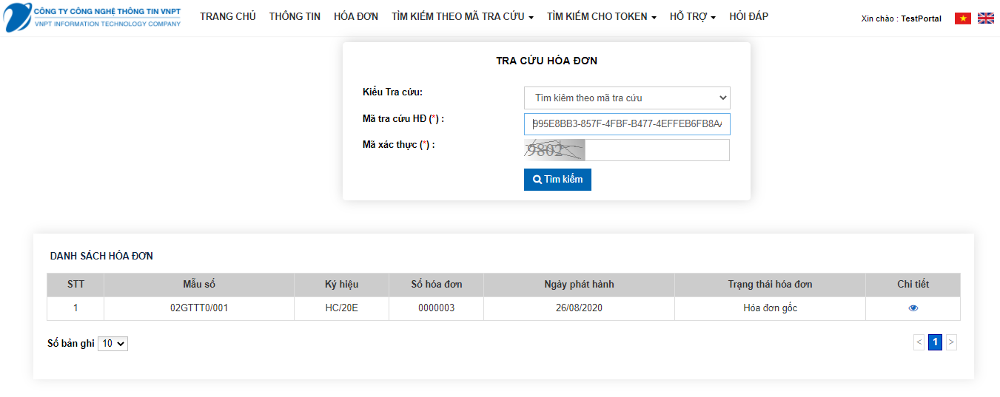 CÔNG TY CÔNG NGHỆ THÔNG TIN VNPT
VNPT INFORMATION TECHNOLOGY COMPANY
TRANG CHỦ THÔNG TIN HÓA ĐƠN TÌM KIẾM THEO MÃ TRA CỨU TÌM KIẾM CHO TOKEN HỖ TRỢ HỎI ĐÁP
Xin chào : TestPortal
TRA CỨU HÓA ĐƠN
Kiểu Tra cứu:
Tìm kiêm theo mã tra cứu
Mã tra cứu HĐ (*) :
995E8BB3-857F-4FBF-B477-4EFFEB6FB8A
Mã xác thực (*) :
9802
Tìm kiếm
DANH SÁCH HÓA ĐƠN
STT Mẫu số Ký hiệu Số hóa đơn Ngày phát hành Trạng thái hóa đơn Chi tiết
1 02GTTT0/001 HC/20E 0000003 26/08/2020 Hóa đơn gốc
Số bản ghi 10
< 1 >